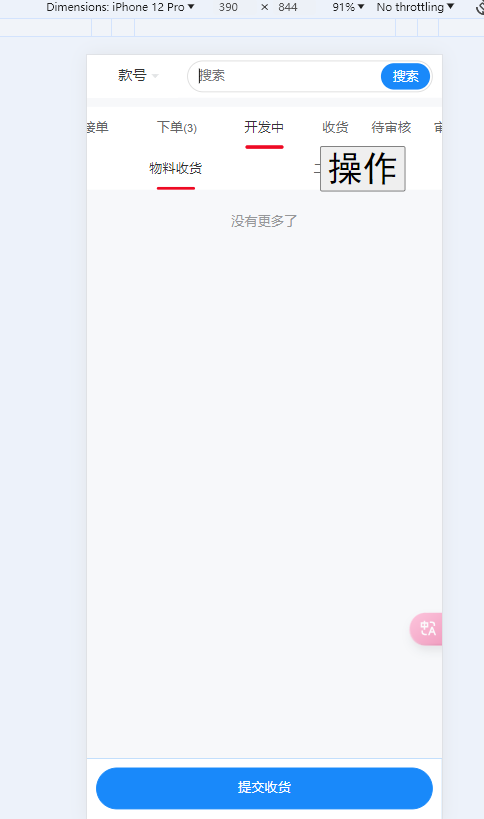 Dimensions: iPhone 12 Pro ▼ 390 × 844 91% ▼ No throttling ▼
款号 搜索 搜索
接单 下单(3) 开发中 收货 待审核 审
物料收货 操作
没有更多了
提交收货